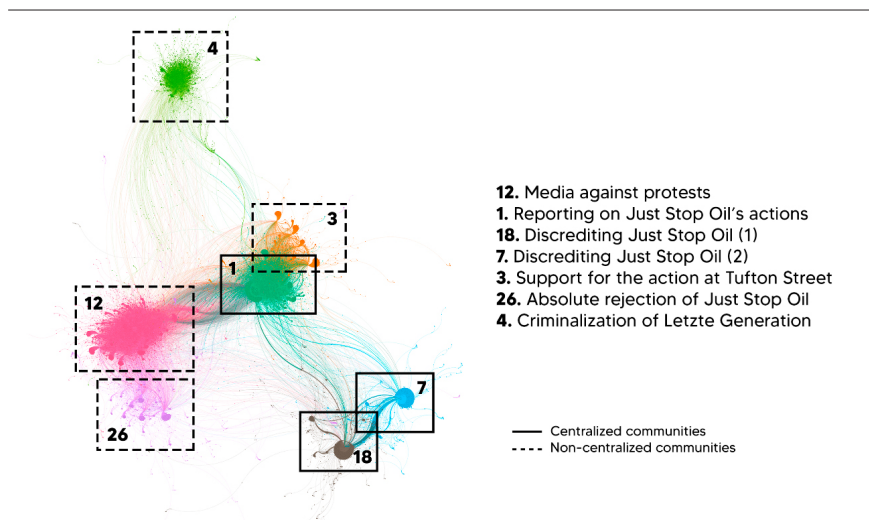 4
3
1
12
7
26
18
12. Media against protests
1. Reporting on Just Stop Oil´s actions
18. Discrediting Just Stop Oil (1)
7. Discrediting Just Stop Oil (2)
3. Support for the action at Tufton Street
26. Absolute rejection of Just Stop Oil
4. Criminalization of Letzte Generation
Centralized communities
Non-centralized communities